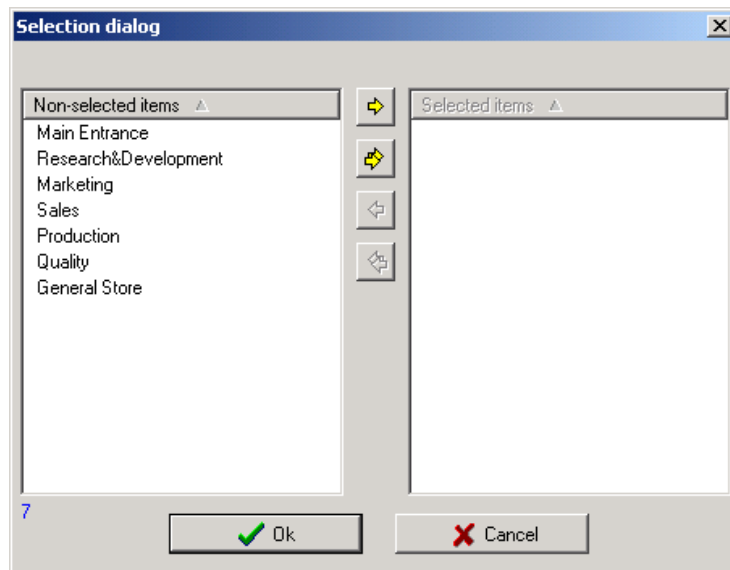 Selection dialog
Non-selected items
Selected items
Main Entrance
Research&Development
Marketing
Sales
Production
Quality
General Store
7
Ok
Cancel